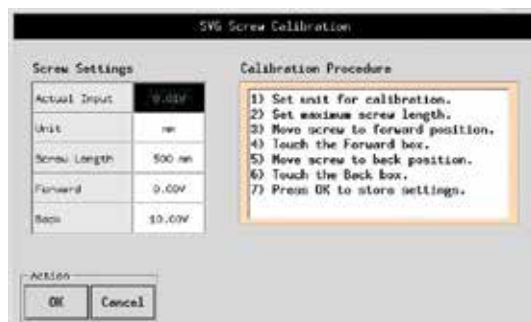 SVG Screw Calibration
Screw Settings
Actual Input 0.01V
Unit mm
Screw Length 500 mm
Forward 0.00V
Back 10.00V
Calibration Procedure
1) Set unit for calibration.
2) Set maximum screw length.
3) Move screw to forward position.
4) Touch the Forward box.
5) Move screw to back position.
6) Touch the Back box.
7) Press OK to store settings.
Action
OK Cancel